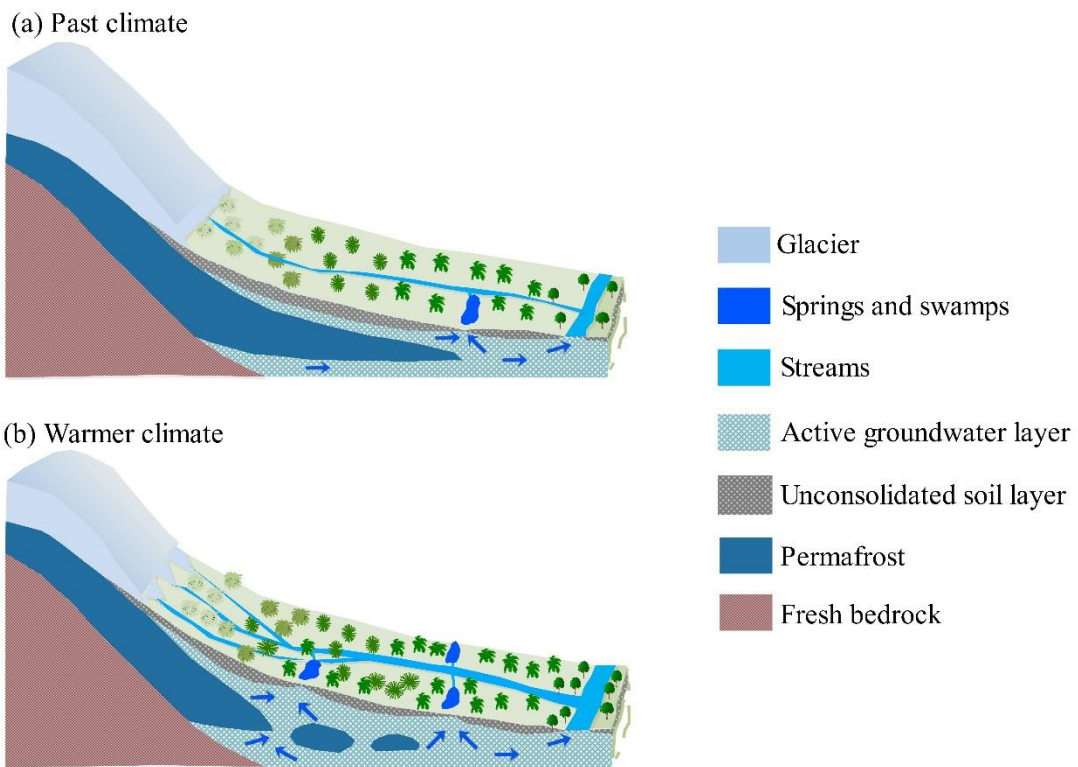 (a) Past climate
Glacier
Springs and swamps
Streams
(b) Warmer climate
Active groundwater layer
Unconsolidated soil layer
Permafrost
Fresh bedrock